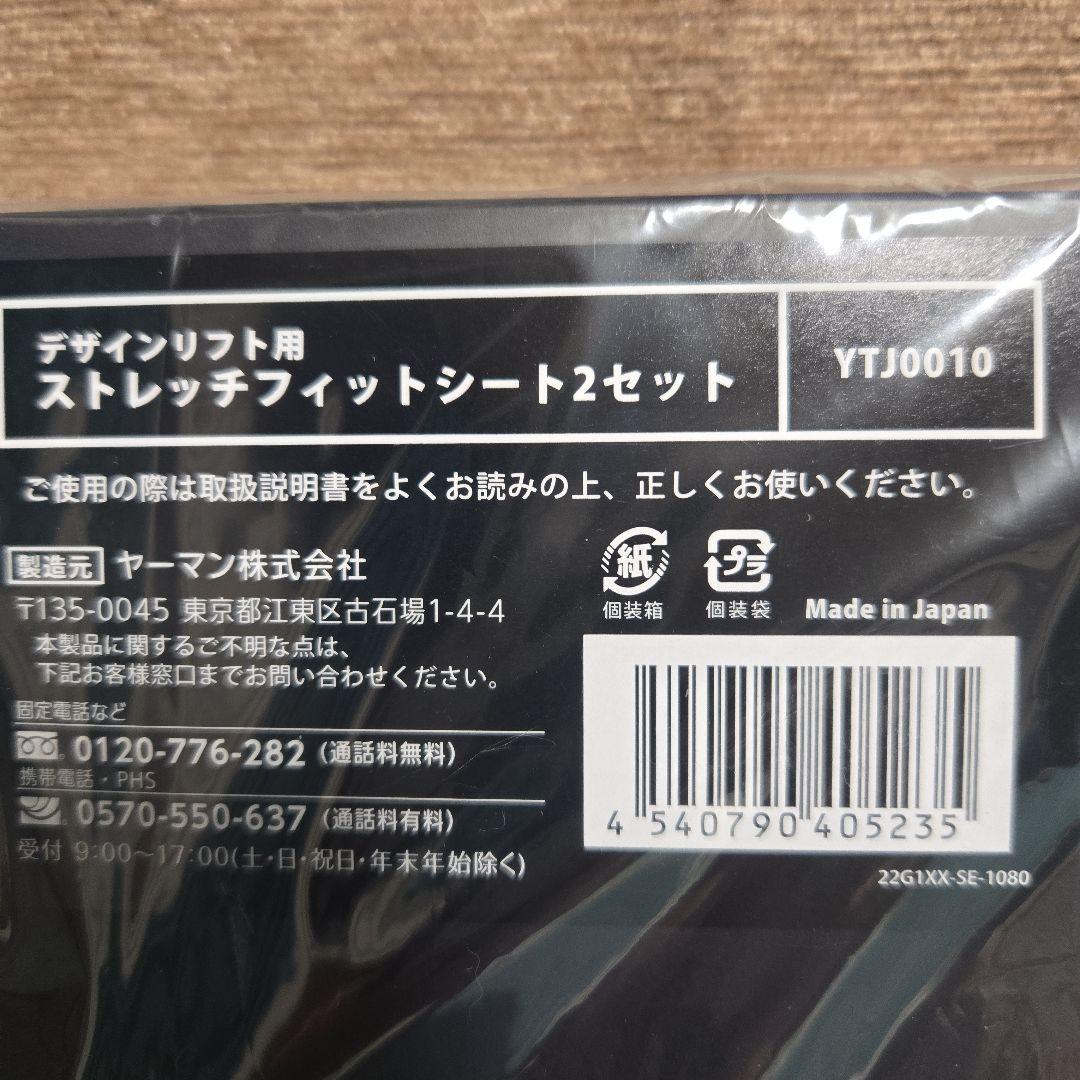 デザインリフト用
ストレッチフィットシート2セット
YTJ0010
ご使用の際は取扱説明書をよくお読みの上、正しくお使いください。
製造元 ヤーマン株式会社
〒135-0045 東京都江東区古石場1-4-4
本製品に関するご不明な点は、
下記お客様窓口までお問い合わせください。
固定電話など
0120-776-282 (通話料無料)
携帯電話・PHS
0570-550-637 (通話料有料)
受付 9:00～17:00(土・日・祝日・年末年始除く)
紙
個装箱
プラ
個装袋
Made in Japan
4 540790 405235
22G1XX-SE-1080